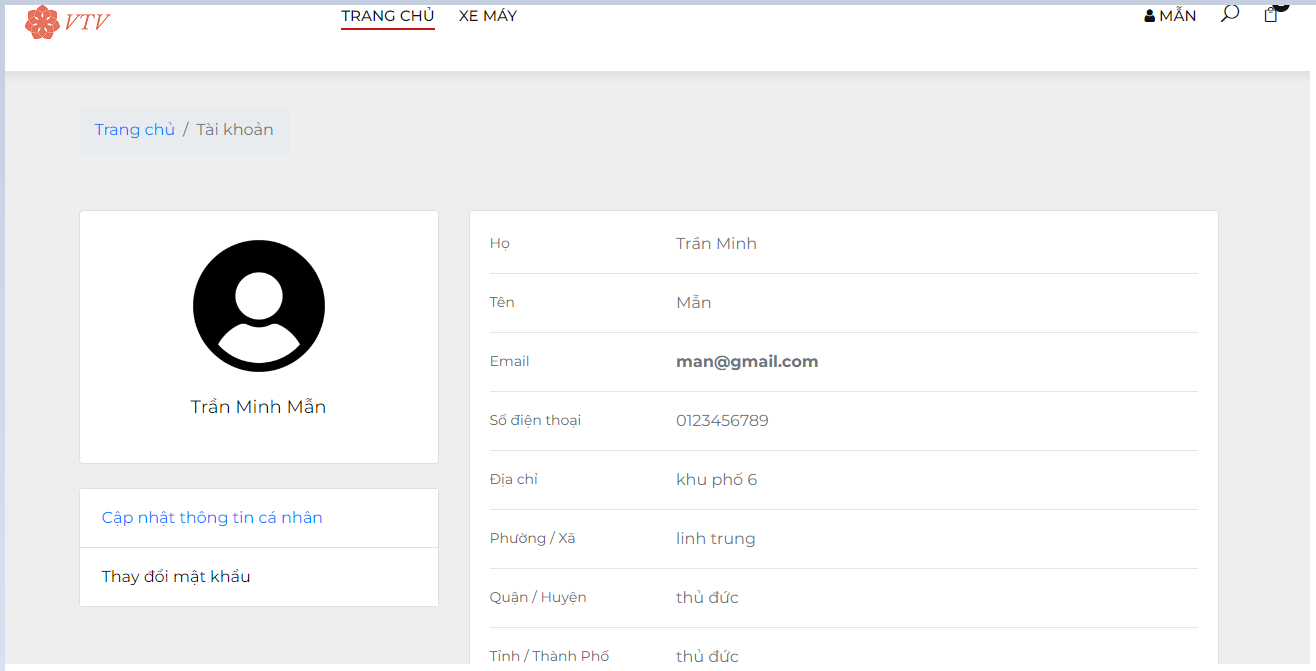 VTV
TRANG CHỦ XE MÁY MẪN
Trang chủ / Tài khoản
Trần Minh Mẫn
Cập nhật thông tin cá nhân
Thay đổi mật khẩu
Họ Trần Minh
Tên Mẫn
Email man@gmail.com
Số điện thoại 0123456789
Địa chỉ khu phố 6
Phường / Xã linh trung
Quận / Huyện thủ đức
Tỉnh / Thành Phố thủ đức